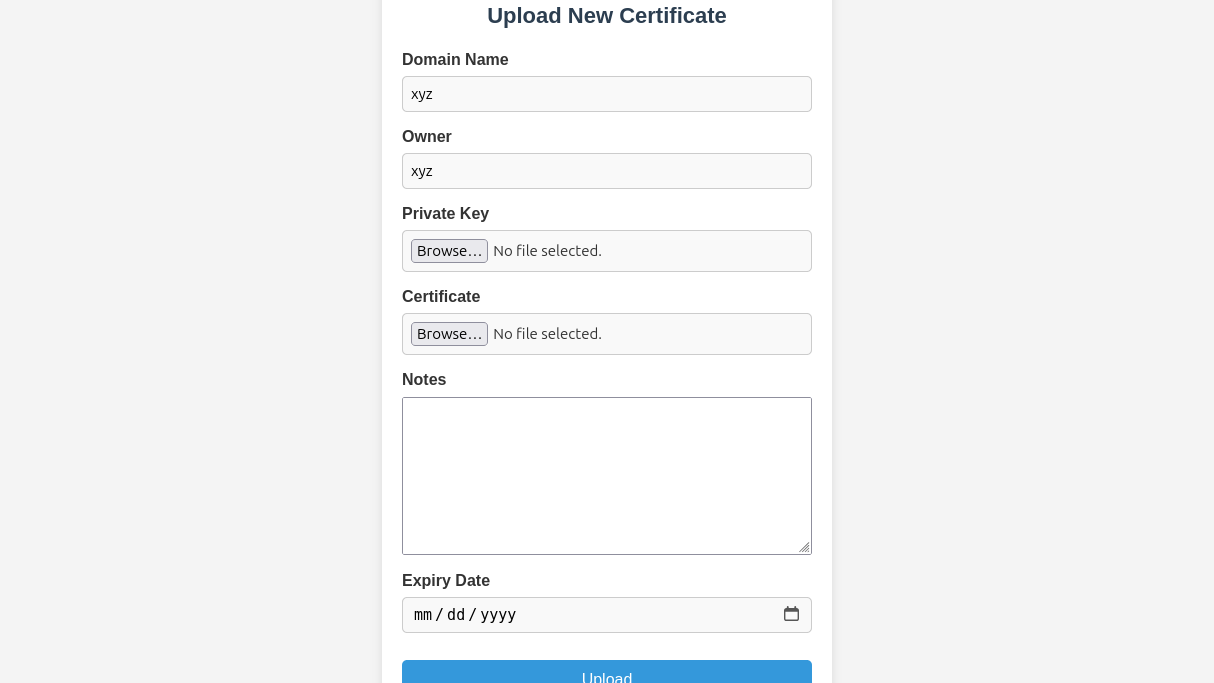 Upload New Certificate
Domain Name
xyz
Owner
xyz
Private Key
Browse... No file selected.
Certificate
Browse... No file selected.
Notes
Expiry Date
mm / dd / yyyy
Upload